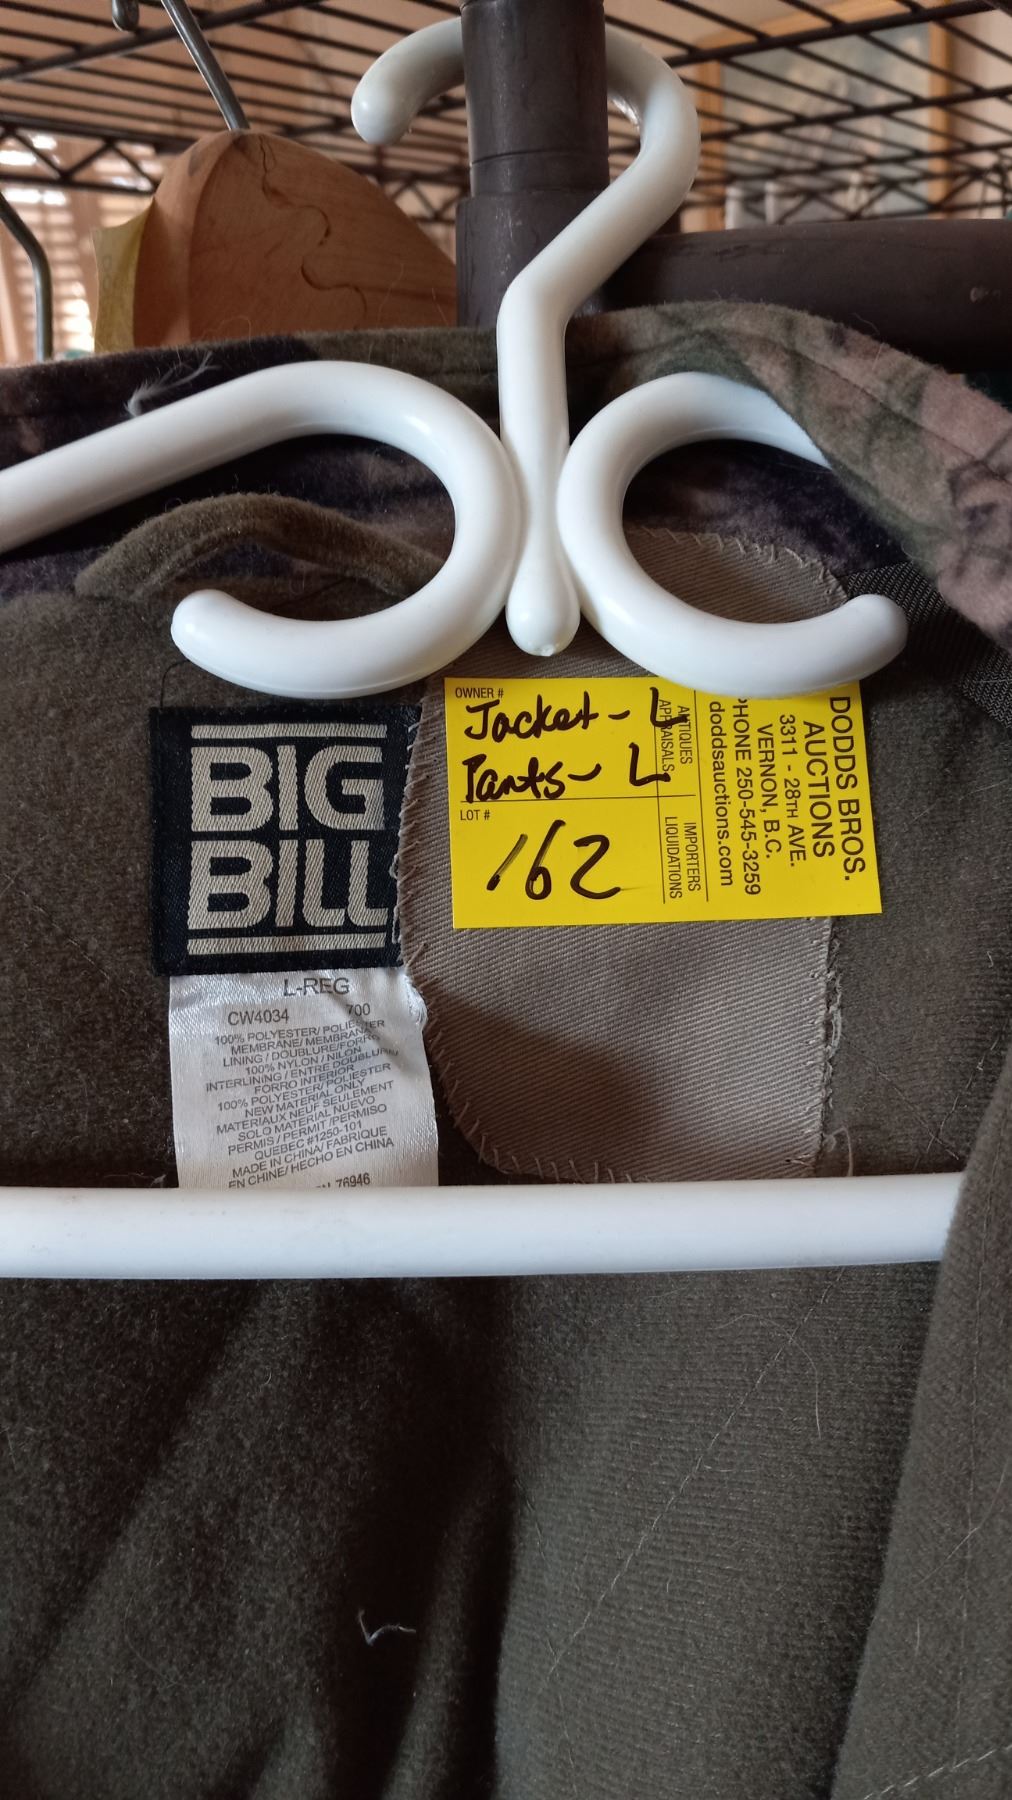 OWNER #
Jacket - L
Pants - L
LOT #
162
ANTIQUES
APPRAISALS
IMPORTERS
LIQUIDATIONS
DODDS BROS.
AUCTIONS
3311 - 28TH AVE.
VERNON, B.C.
PHONE 250-545-3259
doddsauctions.com
BIG
BILL
L-REG
CW4034 700
100% POLYESTER/ POLIESTER
MEMBRANE/ MEMBRANA
LINING / DOUBLURE/FORRO
100% NYLON / NILON
INTERLINING / ENTRE DOUBLURE/
FORRO INTERIOR
100% POLYESTER/ POLIESTER
NEW MATERIAL ONLY
MATERIAUX NEUF SEULEMENT
SOLO MATERIAL NUEVO
PERMIS / PERMIT /PERMISO
QUEBEC #1250-101
MADE IN CHINA/ FABRIQUE
EN CHINE/ HECHO EN CHINA
76946